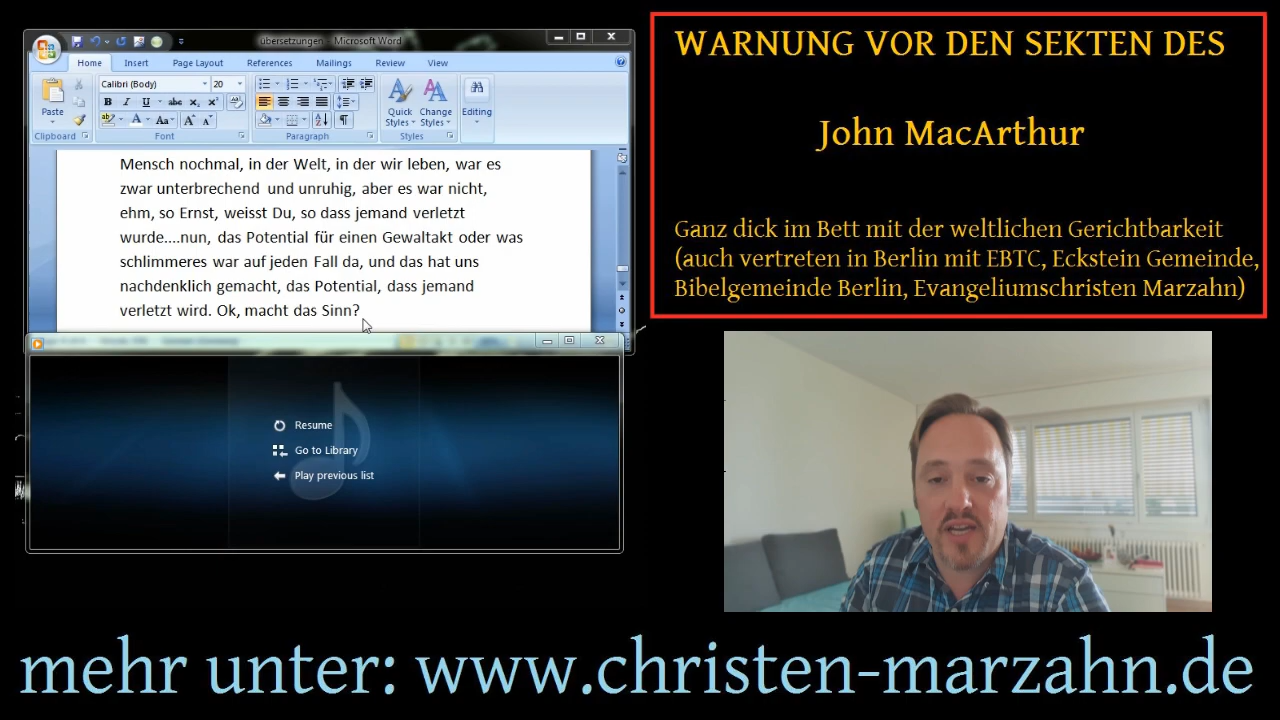 übersetzungen - Microsoft Word
Home Insert Page Layout References Mailings Review View
Calibri (Body) 20
Paste
Quick Styles
Change Styles
Editing
Clipboard Font Paragraph Styles
Mensch nochmal, in der Welt, in der wir leben, war es
zwar unterbrechend und unruhig, aber es war nicht,
ehm, so Ernst, weisst Du, so dass jemand verletzt
wurde....nun, das Potential für einen Gewaltakt oder was
schlimmeres war auf jeden Fall da, und das hat uns
nachdenklich gemacht, das Potential, dass jemand
verletzt wird. Ok, macht das Sinn?
Resume
Go to Library
Play previous list
WARNUNG VOR DEN SEKTEN DES
John MacArthur
Ganz dick im Bett mit der weltlichen Gerichtbarkeit
(auch vertreten in Berlin mit EBTC, Eckstein Gemeinde,
Bibelgemeinde Berlin, Evangeliumschristen Marzahn)
mehr unter: www.christen-marzahn.de